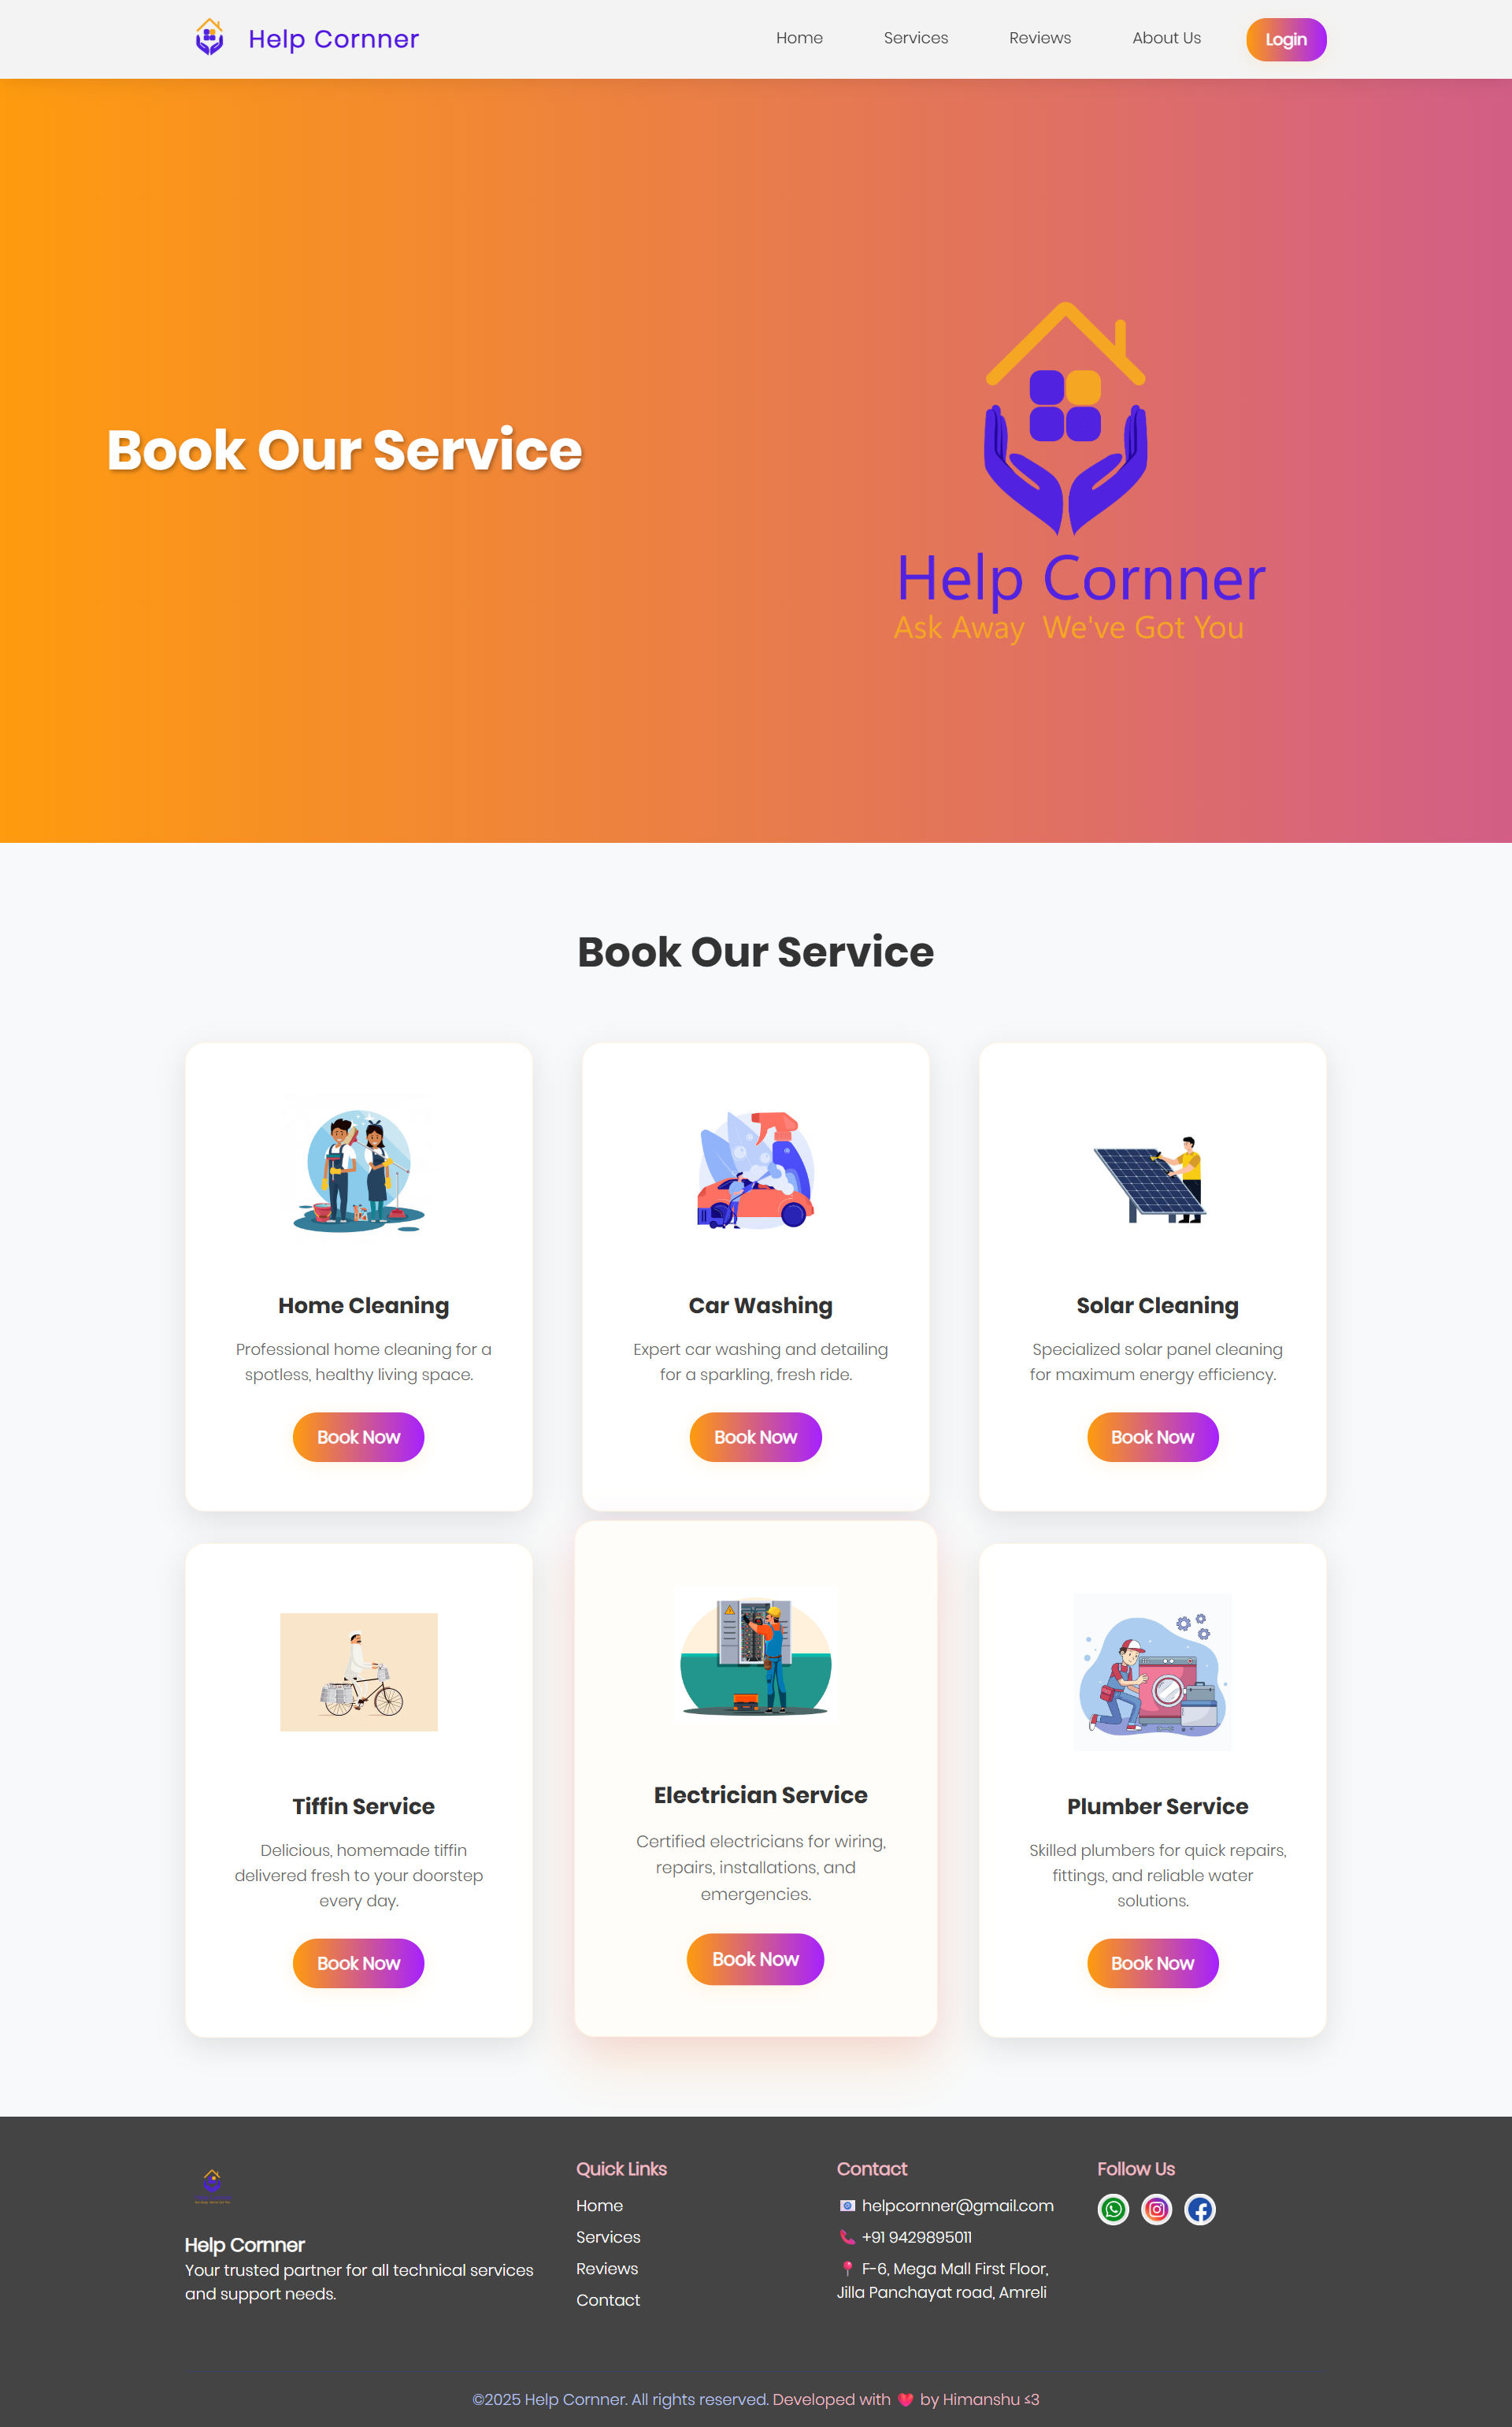 Help Cornner
Home
Services
Reviews
About Us
Login
Book Our Service
Help Cornner
Ask Away We've Got You
Book Our Service
Home Cleaning
Professional home cleaning for a
spotless, healthy living space.
Book Now
Car Washing
Expert car washing and detailing
for a sparkling, fresh ride.
Book Now
Solar Cleaning
Specialized solar panel cleaning
for maximum energy efficiency.
Book Now
Tiffin Service
Delicious, homemade tiffin
delivered fresh to your doorstep
every day.
Book Now
Electrician Service
Certified electricians for wiring,
repairs, installations, and
emergencies.
Book Now
Plumber Service
Skilled plumbers for quick repairs,
fittings, and reliable water
solutions.
Book Now
Help Cornner
Your trusted partner for all technical services
and support needs.
Quick Links
Home
Services
Reviews
Contact
Contact
📧 helpcornner@gmail.com
📞 +91 9429895011
📍 F-6, Mega Mall First Floor,
Jilla Panchayat road, Amreli
Follow Us
©2025 Help Cornner. All rights reserved. Developed with ❤️ by Himanshu <3